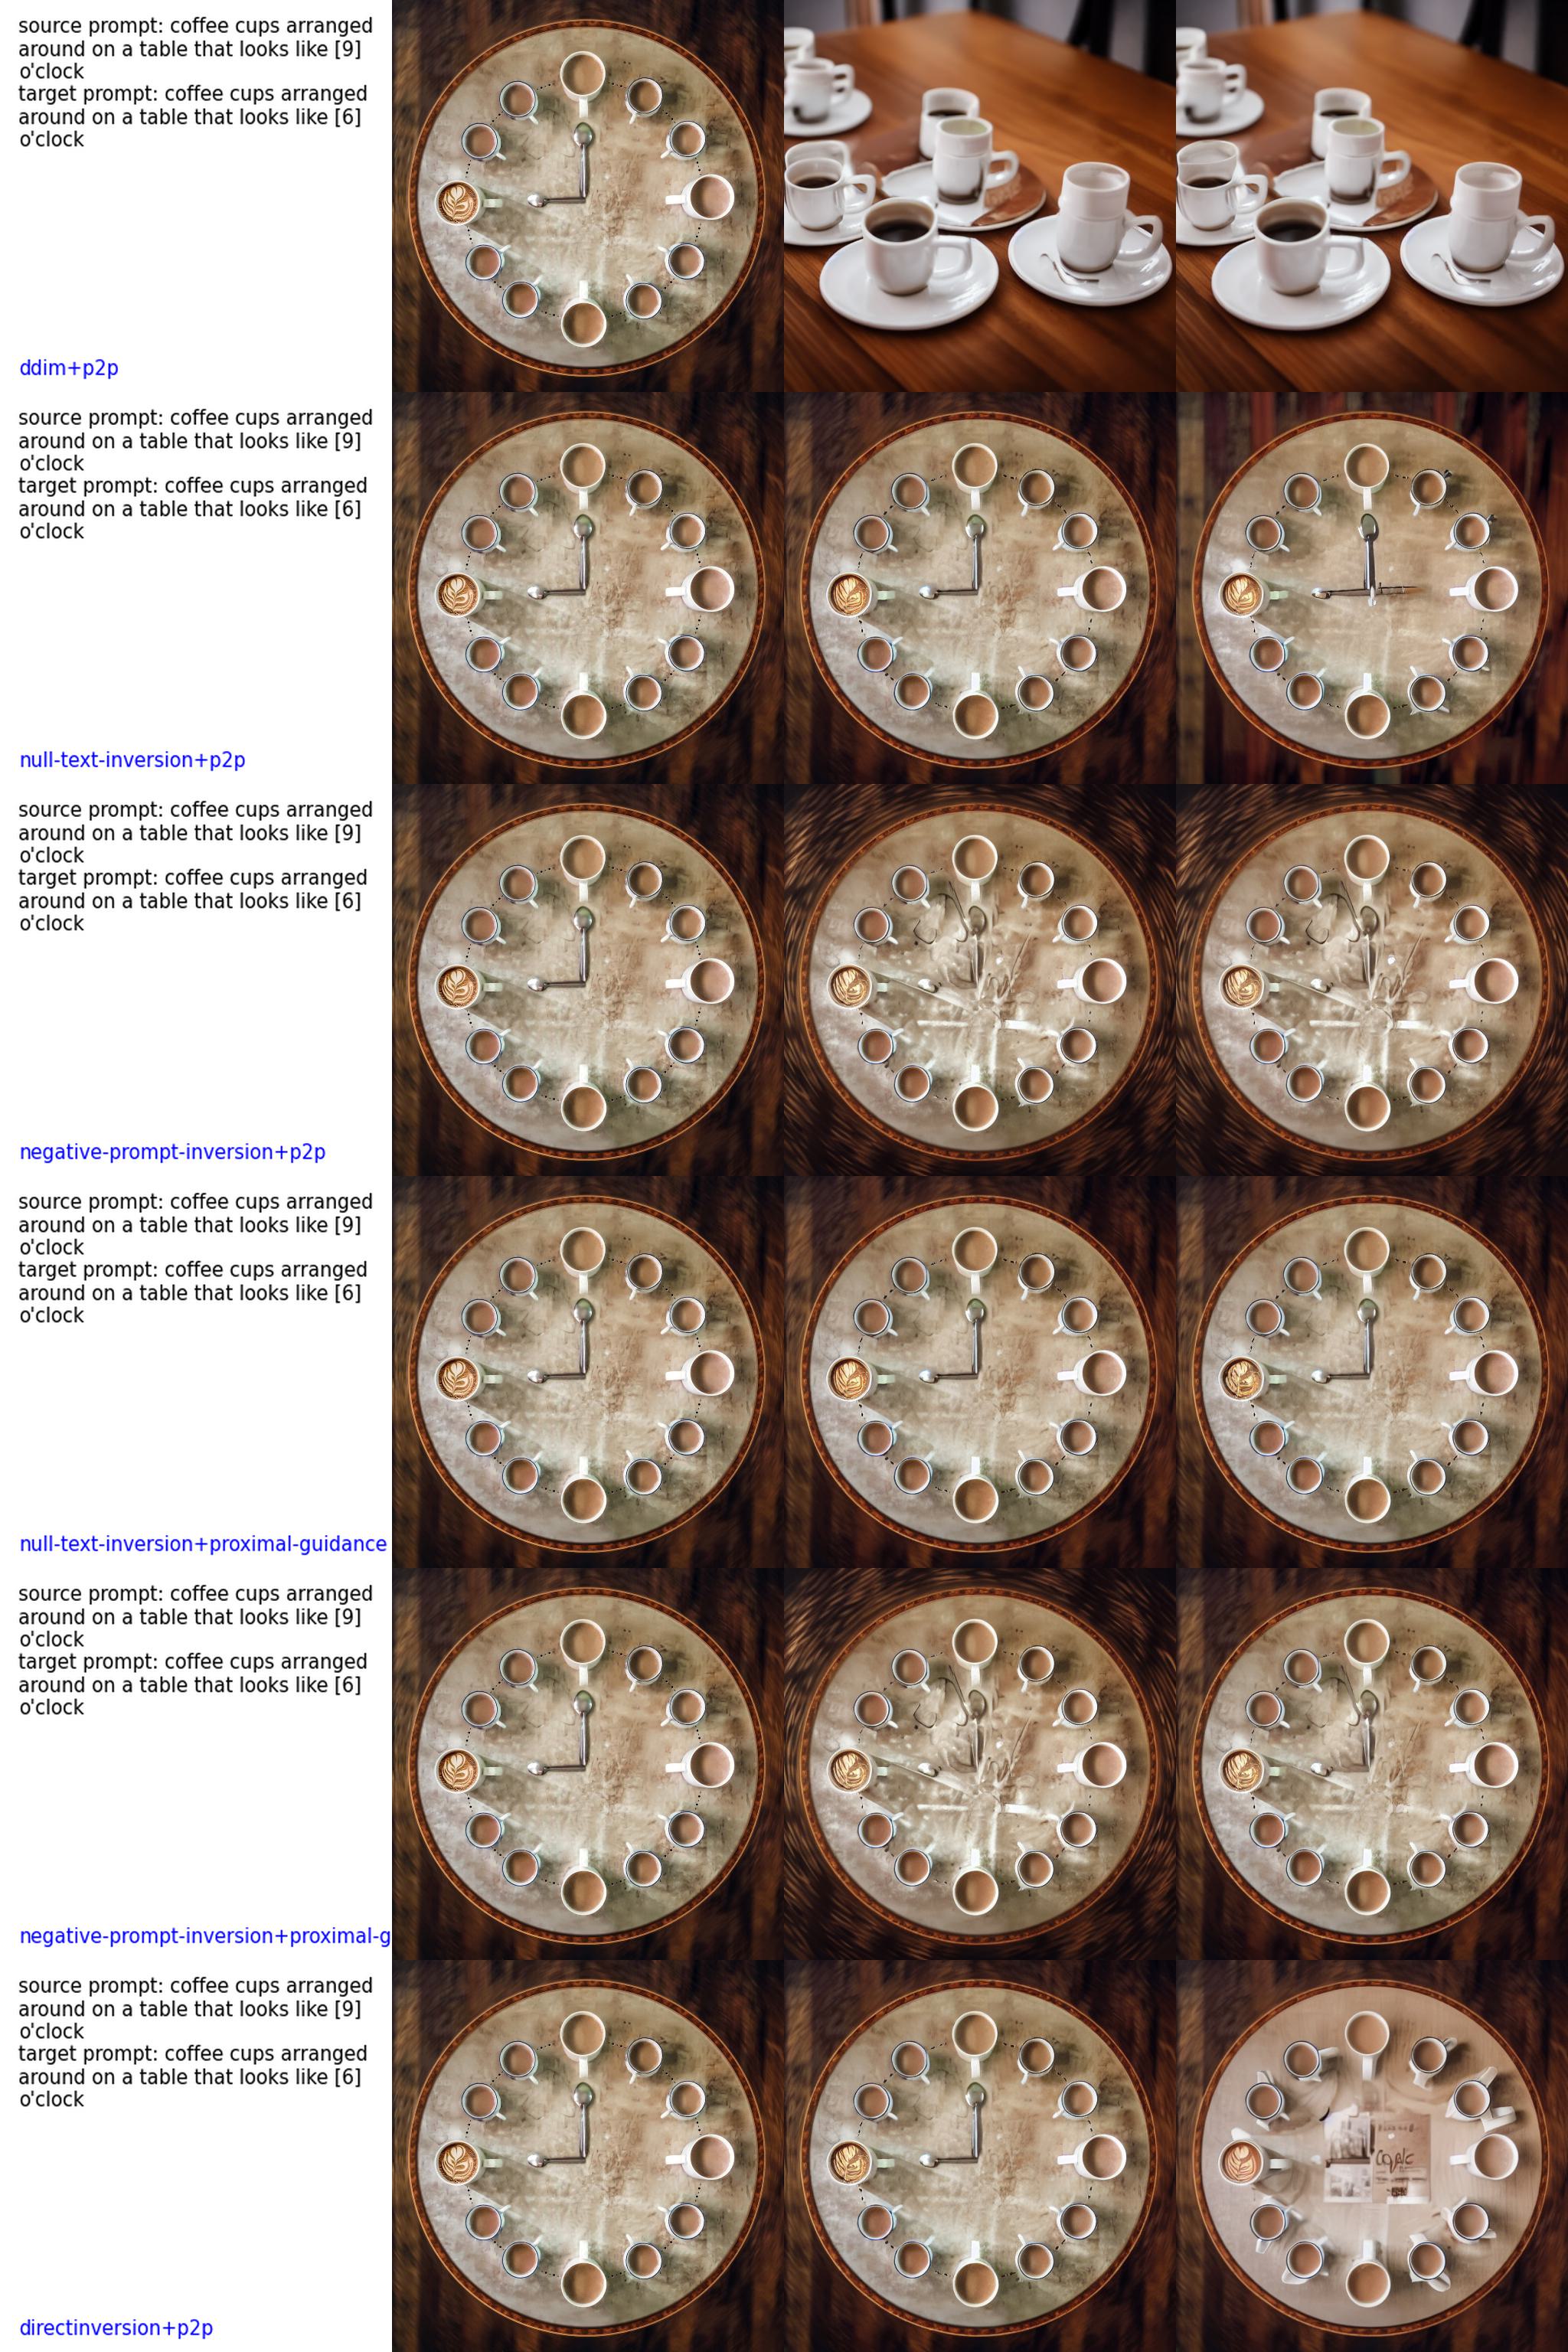 source prompt: coffee cups arranged
around on a table that looks like [9]
o'clock
target prompt: coffee cups arranged
around on a table that looks like [6]
o'clock
ddim+p2p
source prompt: coffee cups arranged
around on a table that looks like [9]
o'clock
target prompt: coffee cups arranged
around on a table that looks like [6]
o'clock
null-text-inversion+p2p
source prompt: coffee cups arranged
around on a table that looks like [9]
o'clock
target prompt: coffee cups arranged
around on a table that looks like [6]
o'clock
negative-prompt-inversion+p2p
source prompt: coffee cups arranged
around on a table that looks like [9]
o'clock
target prompt: coffee cups arranged
around on a table that looks like [6]
o'clock
null-text-inversion+proximal-guidance
source prompt: coffee cups arranged
around on a table that looks like [9]
o'clock
target prompt: coffee cups arranged
around on a table that looks like [6]
o'clock
negative-prompt-inversion+proximal-g
source prompt: coffee cups arranged
around on a table that looks like [9]
o'clock
target prompt: coffee cups arranged
around on a table that looks like [6]
o'clock
directinversion+p2p